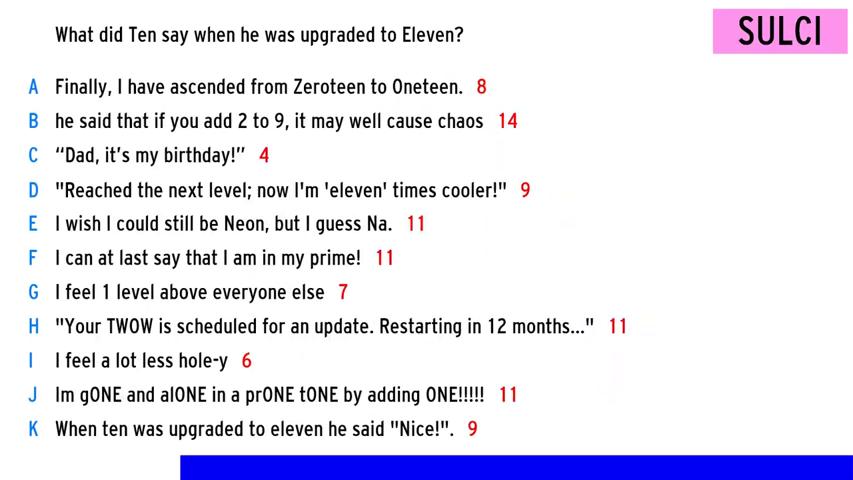 What did Ten say when he was upgraded to Eleven?
SULCI
A Finally, I have ascended from Zeroteen to Oneteen. 8
B he said that if you add 2 to 9, it may well cause chaos 14
C “Dad, it’s my birthday!” 4
D "Reached the next level; now I'm 'eleven' times cooler!" 9
E I wish I could still be Neon, but I guess Na. 11
F I can at last say that I am in my prime! 11
G I feel 1 level above everyone else 7
H "Your TWOW is scheduled for an update. Restarting in 12 months..." 11
I I feel a lot less hole-y 6
J Im gONE and alONE in a prONE tONE by adding ONE!!!!! 11
K When ten was upgraded to eleven he said "Nice!". 9